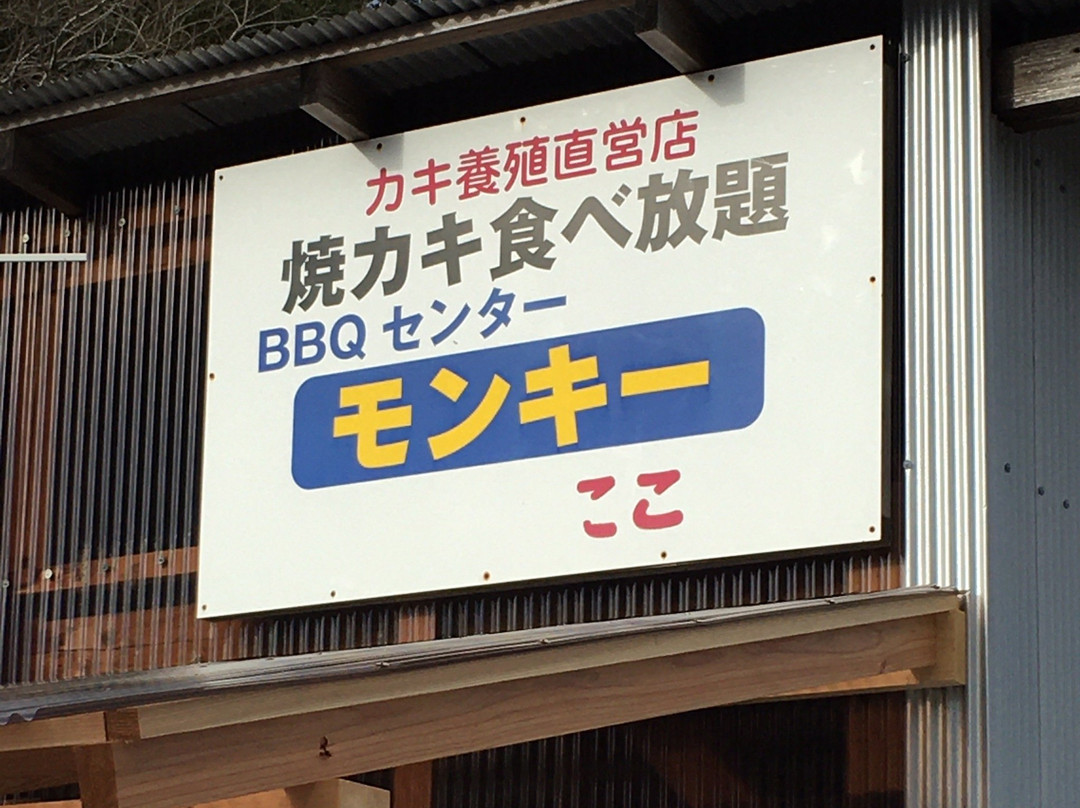 カキ養殖直営店
焼カキ食べ放題
BBQ センター
モンキー
ここ